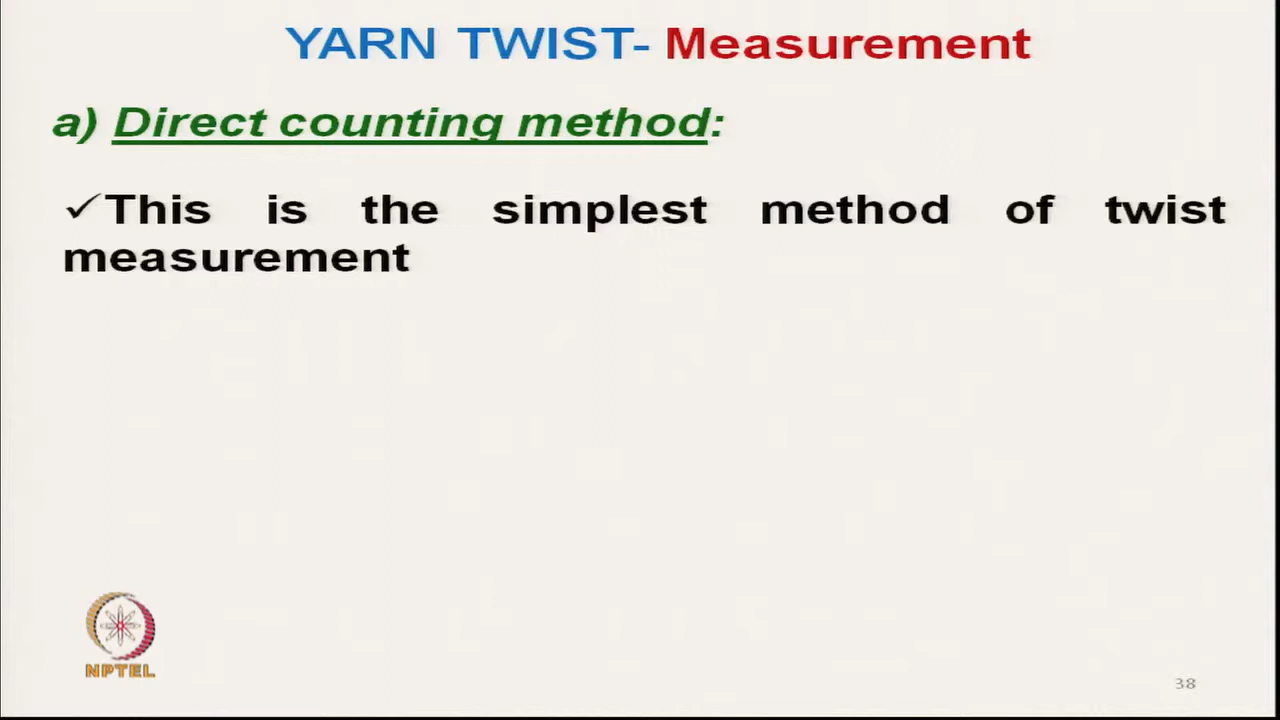 YARN TWIST- Measurement
a) Direct counting method:
✓This is the simplest method of twist
measurement
NPTEL
38